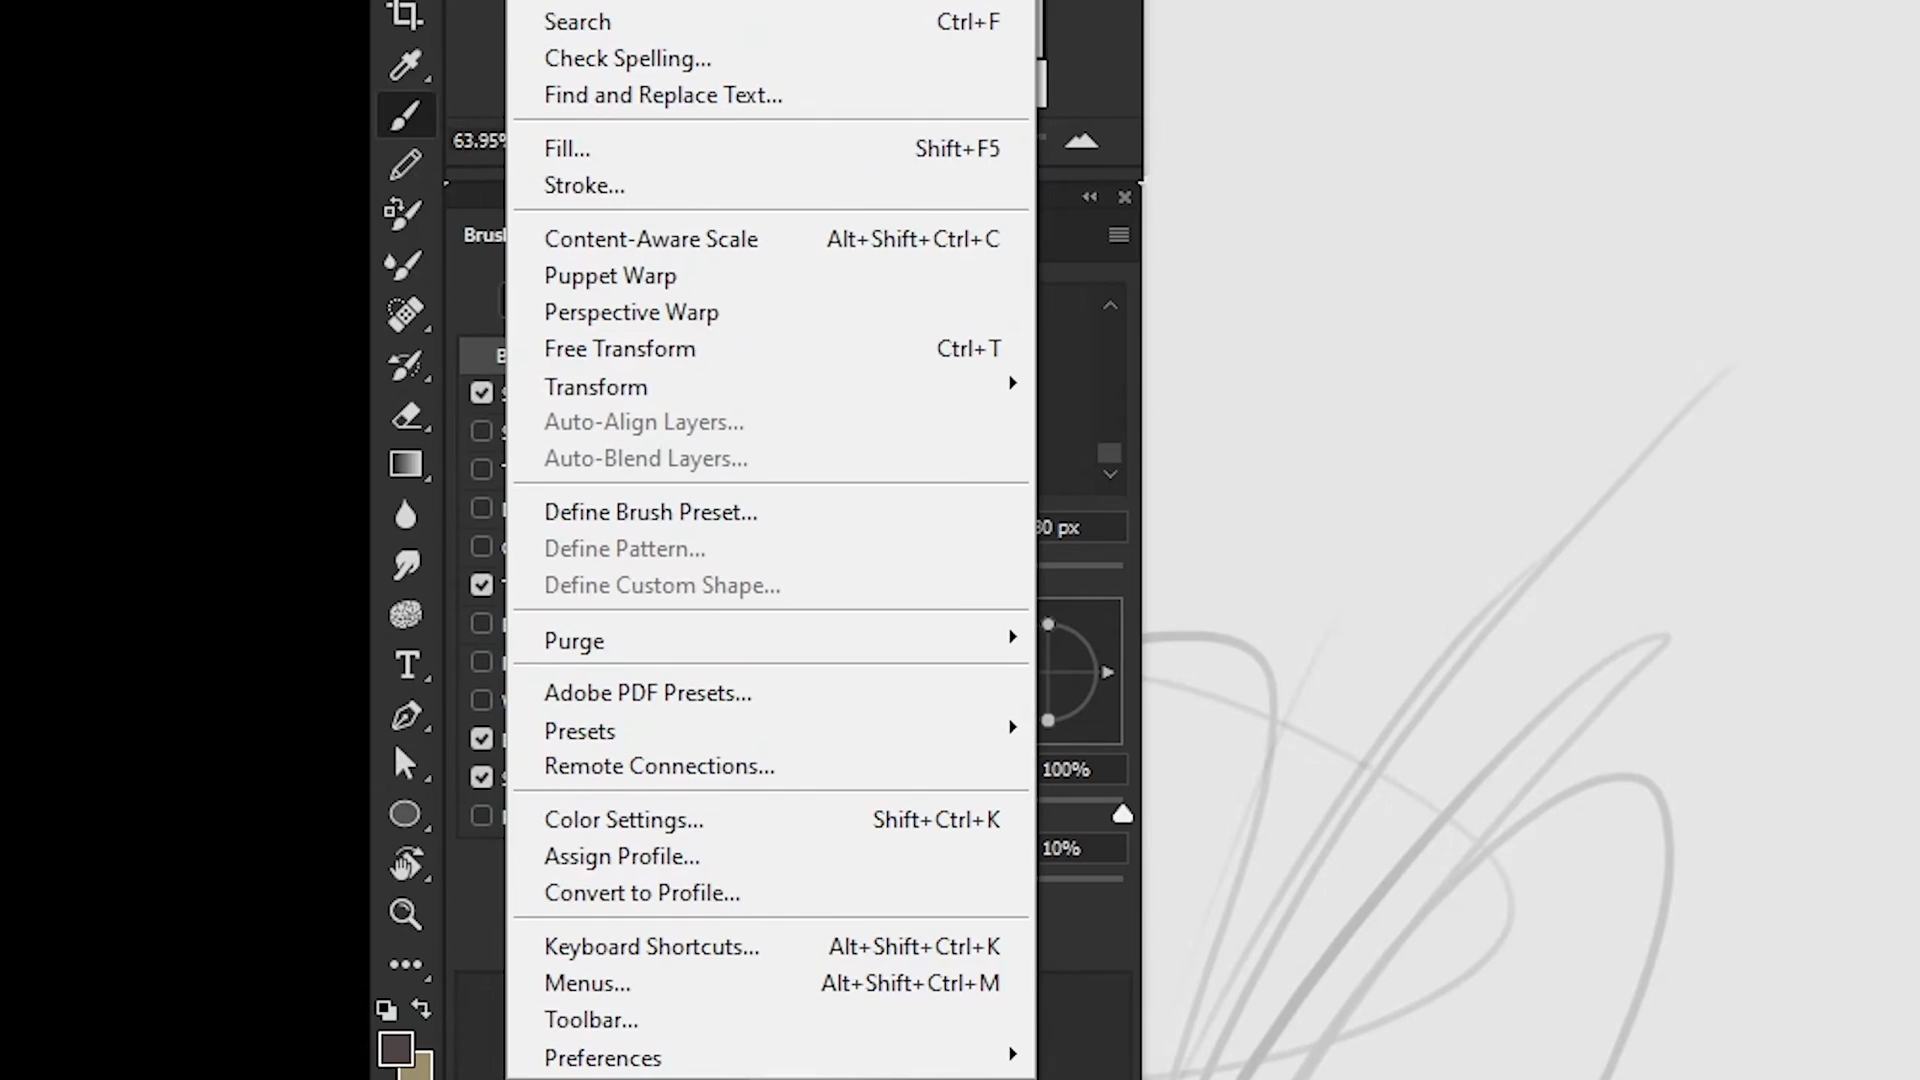 Search Ctrl+F
Check Spelling...
Find and Replace Text...
63.95%
Fill... Shift+F5
Stroke...
Brus
Content-Aware Scale Alt+Shift+Ctrl+C
Puppet Warp
Perspective Warp
Free Transform Ctrl+T
Transform
Auto-Align Layers...
Auto-Blend Layers...
Define Brush Preset...
30 px
Define Pattern...
Define Custom Shape...
Purge
Adobe PDF Presets...
Presets
Remote Connections...
100%
Color Settings... Shift+Ctrl+K
10%
Assign Profile...
Convert to Profile...
Keyboard Shortcuts... Alt+Shift+Ctrl+K
Menus... Alt+Shift+Ctrl+M
Toolbar...
Preferences